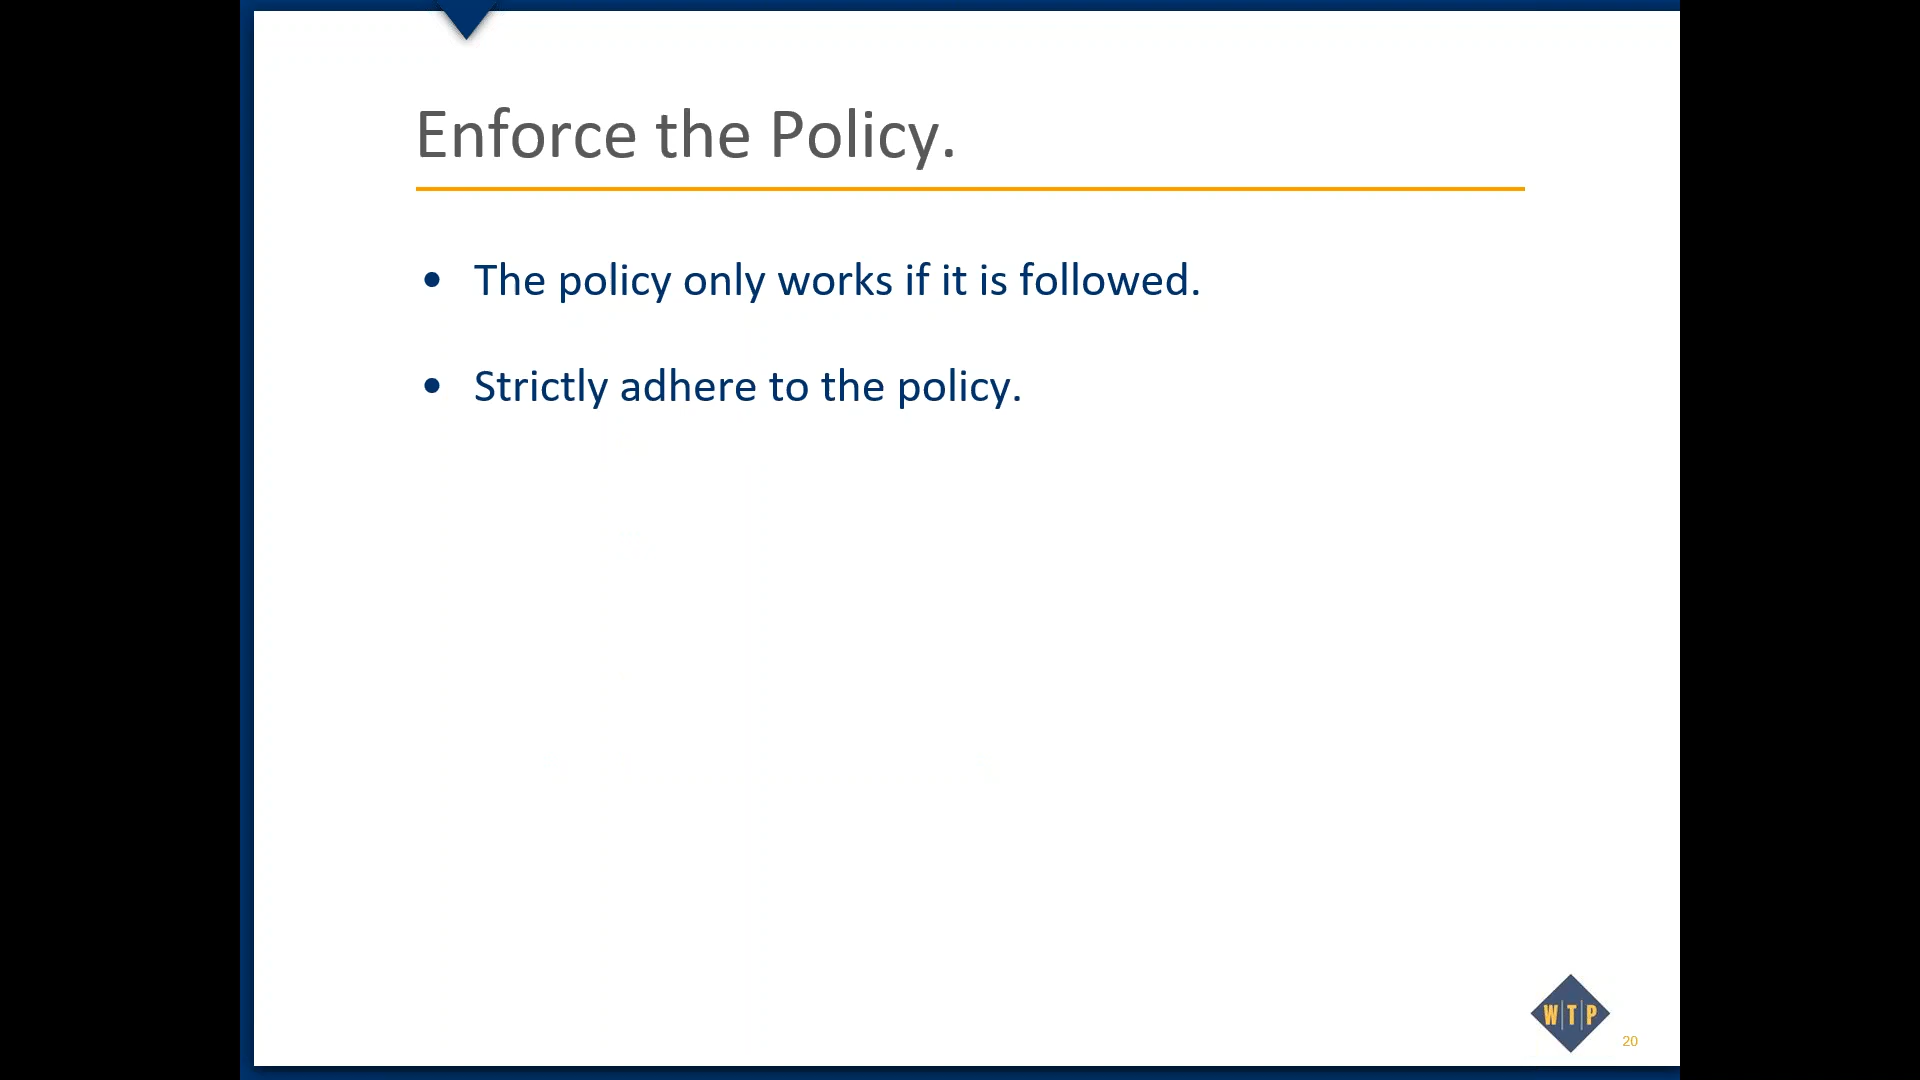 Enforce the Policy.
• The policy only works if it is followed.
• Strictly adhere to the policy.
W|T|P
20